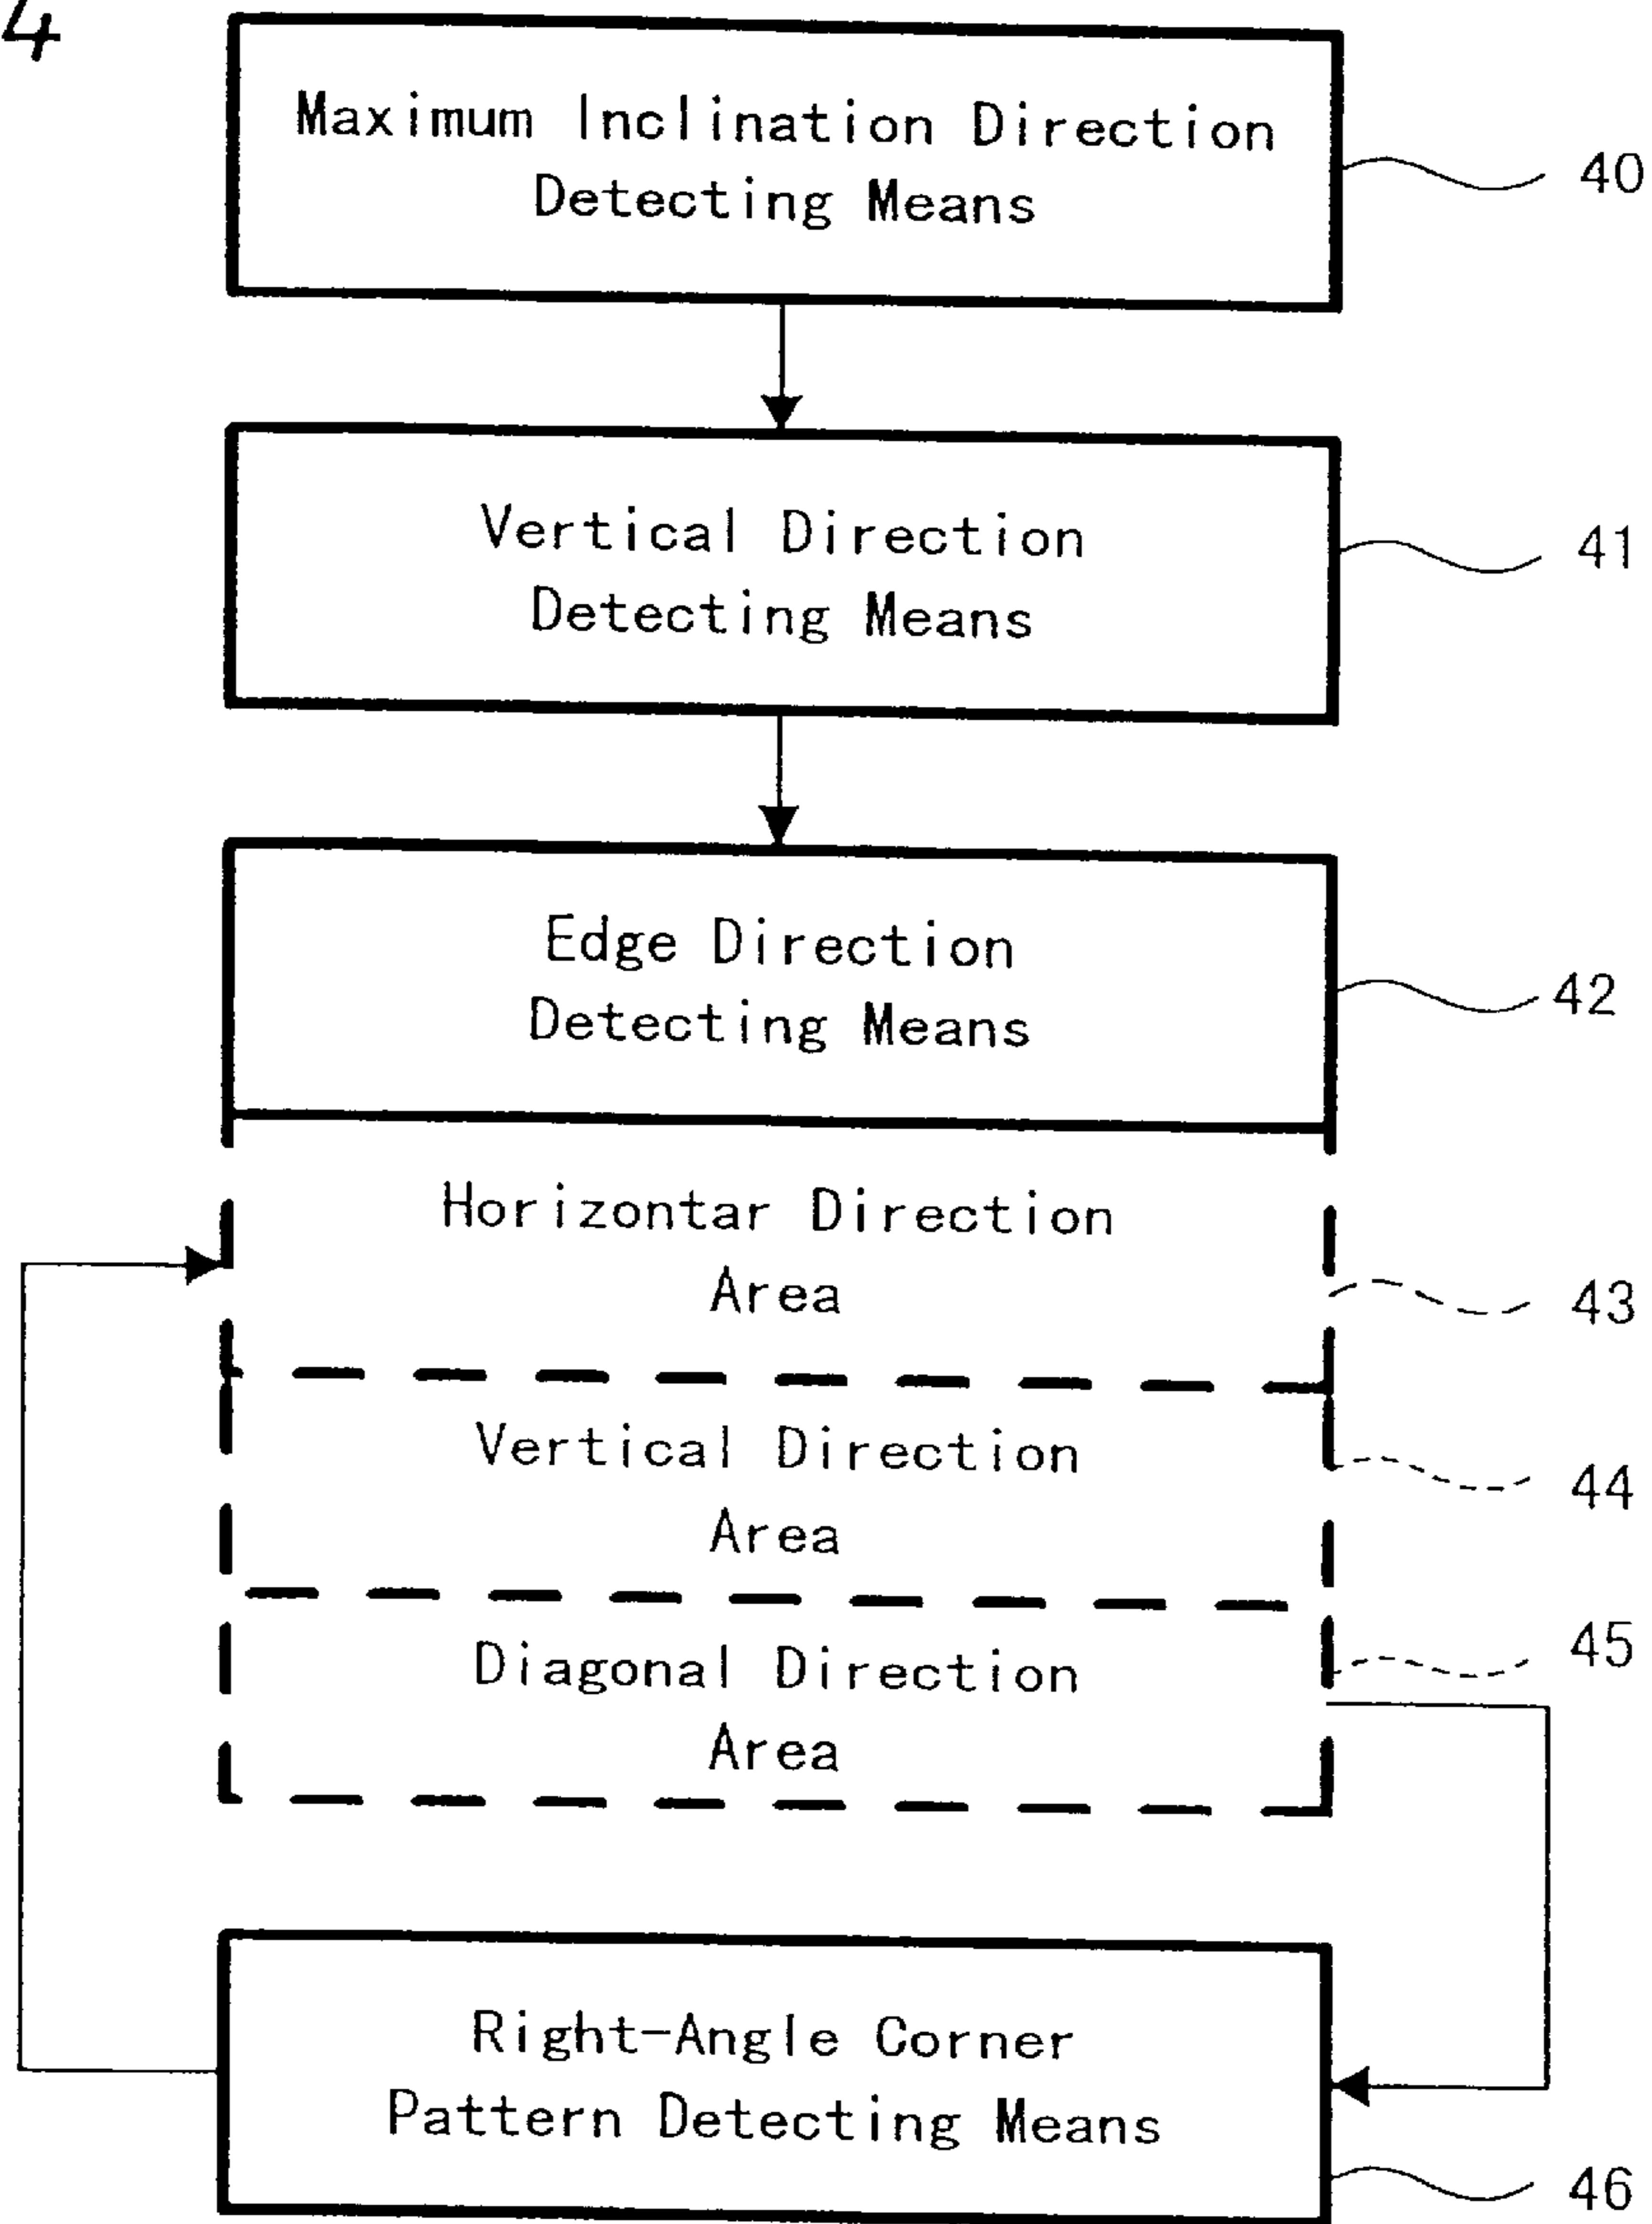 4
Maximum Inclination Direction
Detecting Means
40
Vertical Direction
Detecting Means
41
Edge Direction
Detecting Means
42
Horizontar Direction
Area
43
Vertical Direction
Area
44
Diagonal Direction
Area
45
Right-Angle Corner
Pattern Detecting Means
46